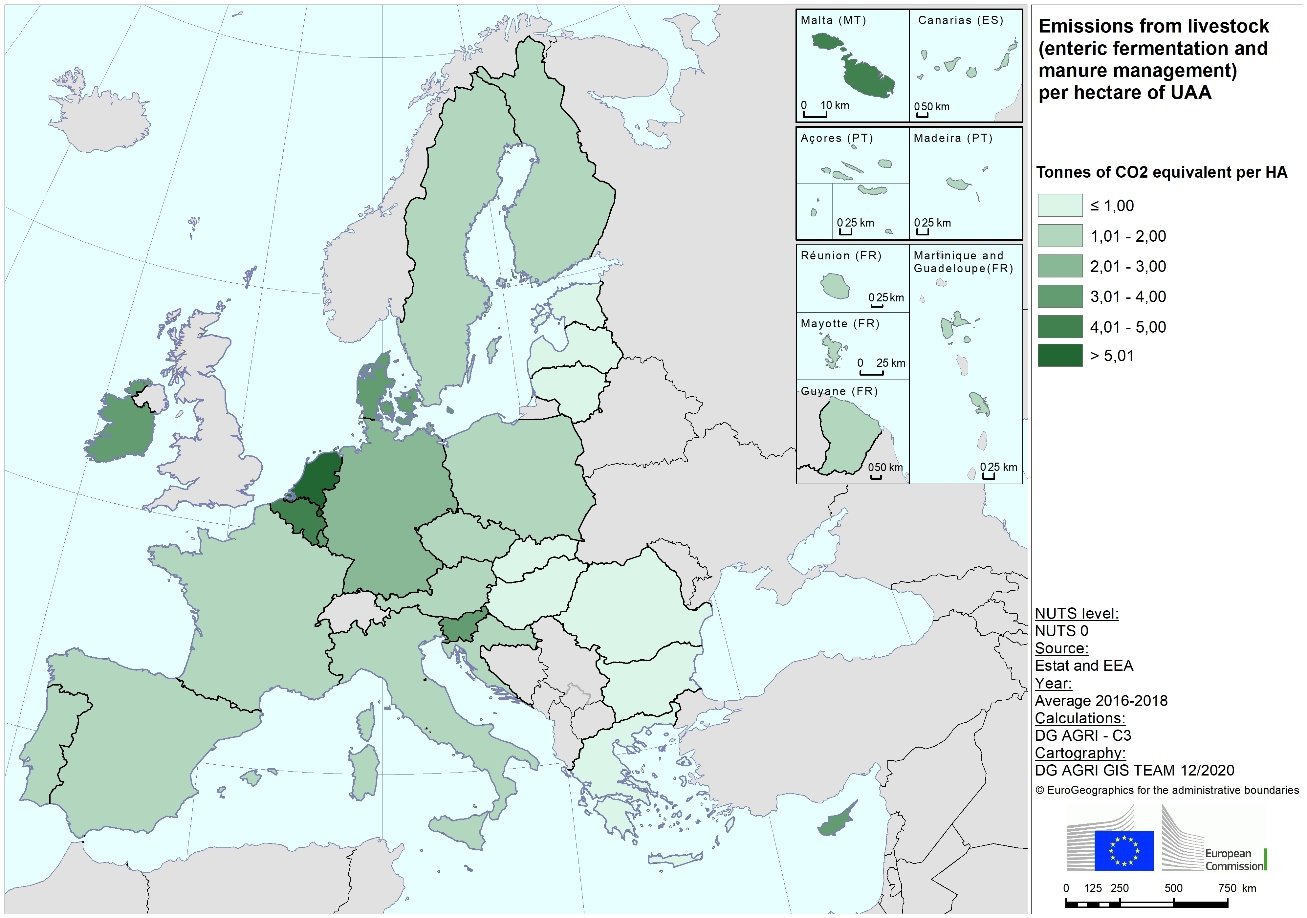 Malta (MT)
0 10 km
Canarias (ES)
0 50 km
Açores (PT)
0 25 km
0 25 km
Madeira (PT)
0 25 km
Réunion (FR)
0 25 km
Martinique and
Guadeloupe(FR)
0 25 km
Mayotte (FR)
0 25 km
Guyane (FR)
0 50 km
Emissions from livestock
(enteric fermentation and
manure management)
per hectare of UAA
Tonnes of CO2 equivalent per HA
≤ 1,00
1,01 - 2,00
2,01 - 3,00
3,01 - 4,00
4,01 - 5,00
> 5,01
NUTS level:
NUTS 0
Source:
Estat and EEA
Year:
Average 2016-2018
Calculations:
DG AGRI - C3
Cartography:
DG AGRI GIS TEAM 12/2020
© EuroGeographics for the administrative boundaries
European
Commission
0 125 250 500 750 km